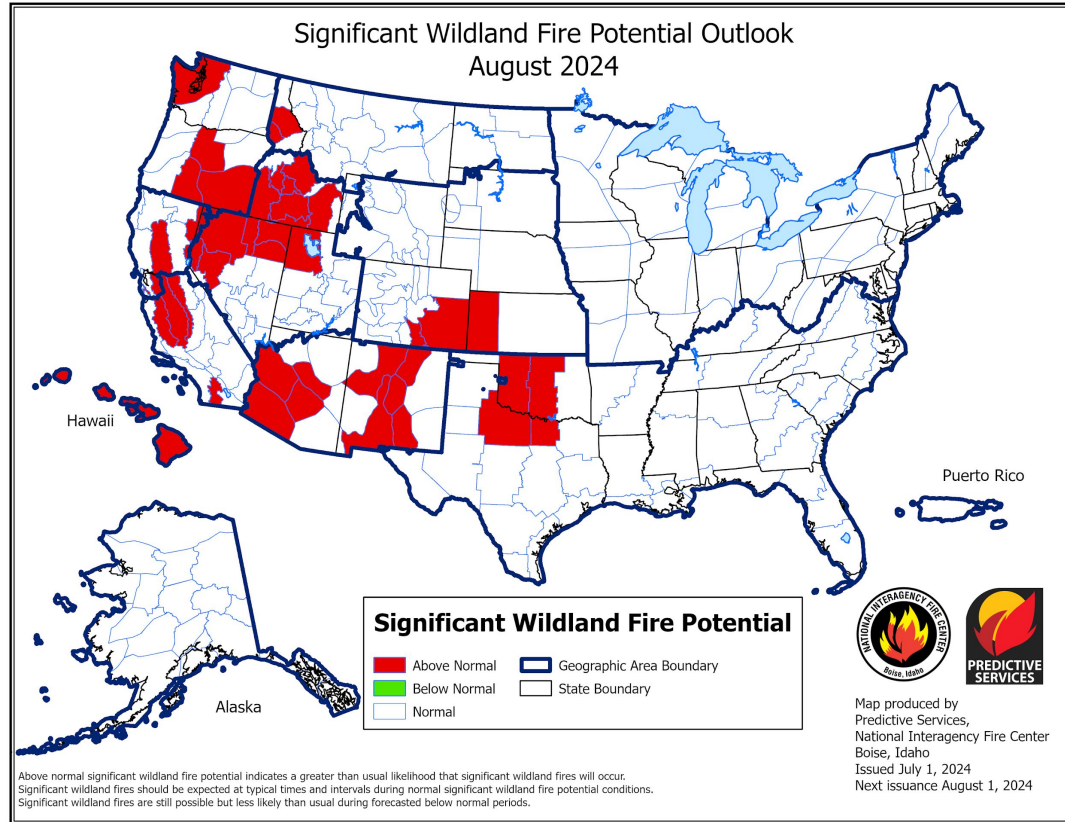 Significant Wildland Fire Potential Outlook
August 2024
Hawaii
Puerto Rico
Alaska
Significant Wildland Fire Potential
Above Normal
Geographic Area Boundary
Below Normal
State Boundary
Normal
NATIONAL INTERAGENCY FIRE CENTER
Boise, Idaho
PREDICTIVE
SERVICES
Map produced by
Predictive Services,
National Interagency Fire Center
Boise, Idaho
Issued July 1, 2024
Next issuance August 1, 2024
Above normal significant wildland fire potential indicates a greater than usual likelihood that significant wildland fires will occur.
Significant wildland fires should be expected at typical times and intervals during normal significant wildland fire potential conditions.
Significant wildland fires are still possible but less likely than usual during forecasted below normal periods.